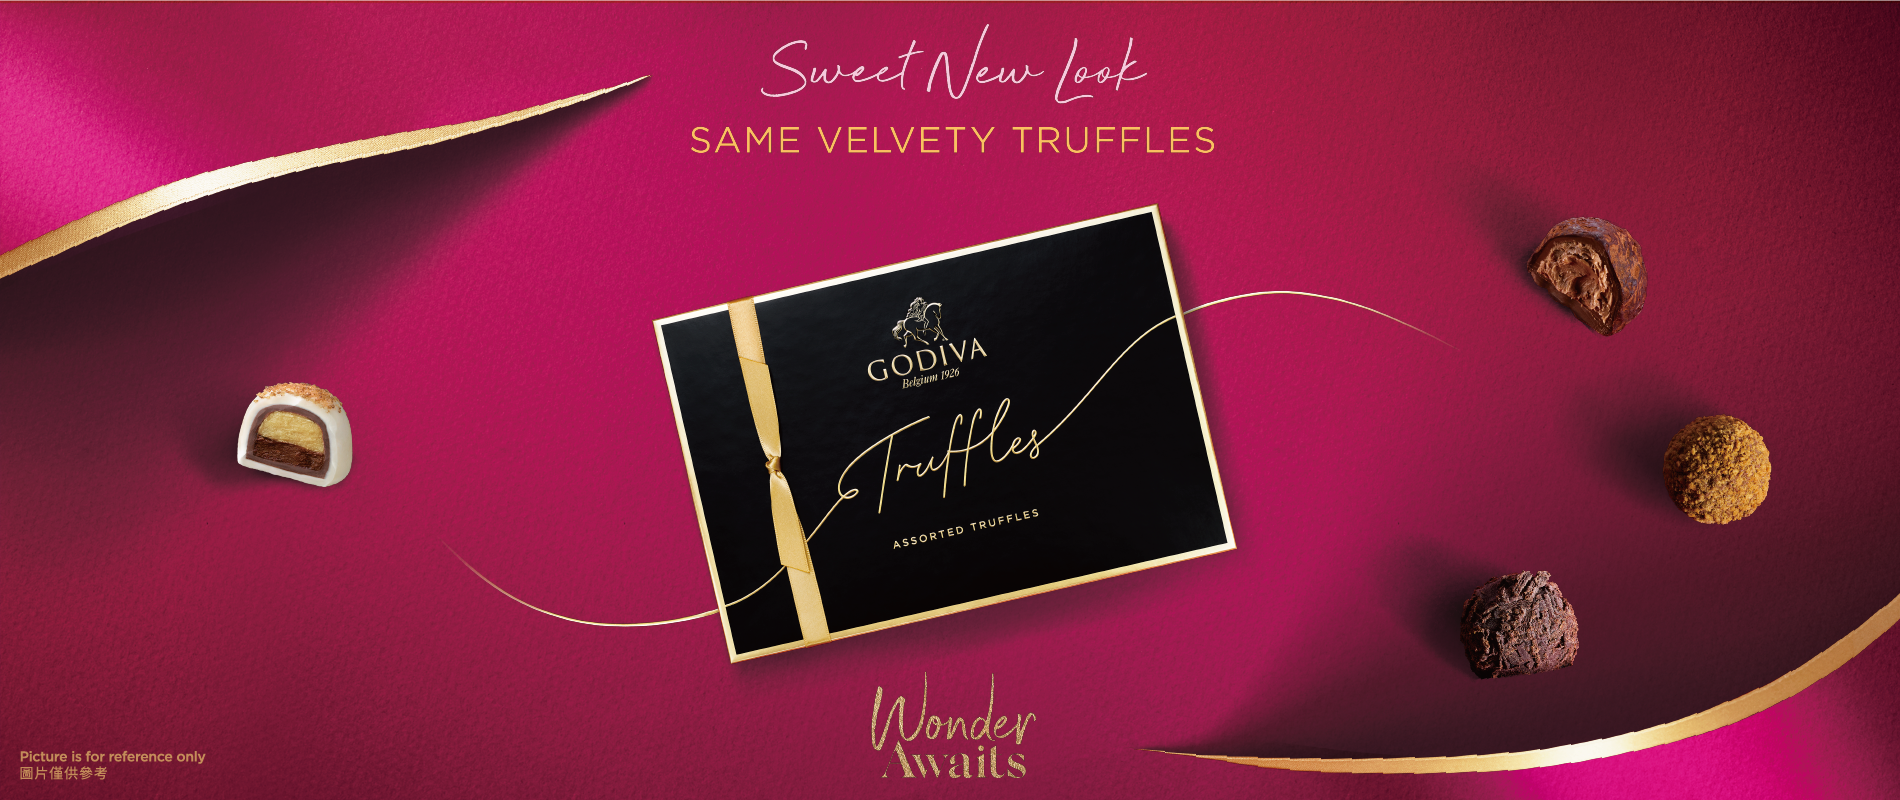 Sweet New Look
SAME VELVETY TRUFFLES
GODIVA
Belgium 1926
Truffles
ASSORTED TRUFFLES
Wonder
Awaits
Picture is for reference only
圖片僅供參考